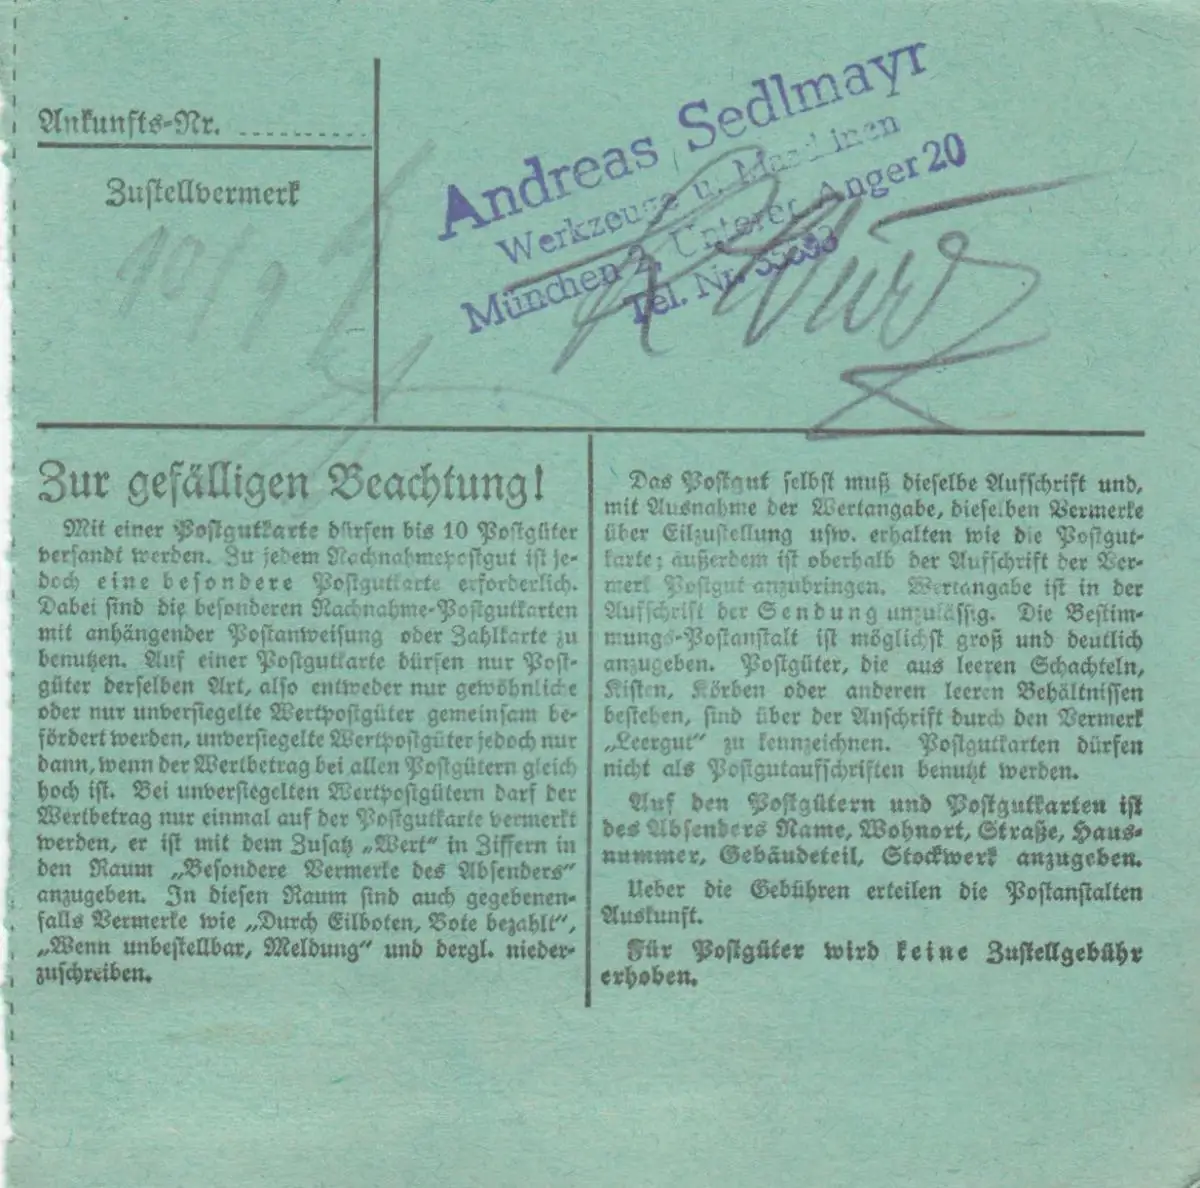 Ankunfts-Nr. ..........
Zustellvermerk
Andreas Sedlmayr
Werkzeuge u. Maschinen
München 2, Unterer Anger 20
Tel. Nr.
Zur gefälligen Beachtung!
Mit einer Postgutkarte dürfen bis 10 Postgüter
versandt werden. Zu jedem Nachnahmepostgut ist je-
doch eine besondere Postgutkarte erforderlich.
Dabei sind die besonderen Nachnahme-Postgutkarten
mit anhängender Postanweisung oder Zahlkarte zu
benutzen. Auf einer Postgutkarte dürfen nur Post-
güter derselben Art, also entweder nur gewöhnliche
oder nur unversiegelte Wertpostgüter gemeinsam be-
fördert werden, unversiegelte Wertpostgüter jedoch nur
dann, wenn der Wertbetrag bei allen Postgütern gleich
hoch ist. Bei unversiegelten Wertpostgütern darf der
Wertbetrag nur einmal auf der Postgutkarte vermerkt
werden, er ist mit dem Zusatz „Wert“ in Ziffern in
den Raum „Besondere Vermerke des Absenders“
anzugeben. In diesen Raum sind auch gegebenen-
falls Vermerke wie „Durch Eilboten, Bote bezahlt“,
„Wenn unbestellbar, Meldung“ und dergl. nieder-
zuschreiben.
Das Postgut selbst muß dieselbe Aufschrift und,
mit Ausnahme der Wertangabe, dieselben Vermerke
über Eilzustellung usw. erhalten wie die Postgut-
karte; außerdem ist oberhalb der Aufschrift der Ver-
merk Postgut anzubringen. Wertangabe ist in der
Aufschrift der Sendung unzulässig. Die Bestim-
mungs-Postanstalt ist möglichst groß und deutlich
anzugeben. Postgüter, die aus leeren Schachteln,
Kisten, Körben oder anderen leeren Behältnissen
bestehen, sind über der Anschrift durch den Vermerk
„Leergut“ zu kennzeichnen. Postgutkarten dürfen
nicht als Postgutaufschriften benutzt werden.
Auf den Postgütern und Postgutkarten ist
des Absenders Name, Wohnort, Straße, Haus-
nummer, Gebäudeteil, Stockwerk anzugeben.
Ueber die Gebühren erteilen die Postanstalten
Auskunft.
Für Postgüter wird keine Zustellgebühr
erhoben.